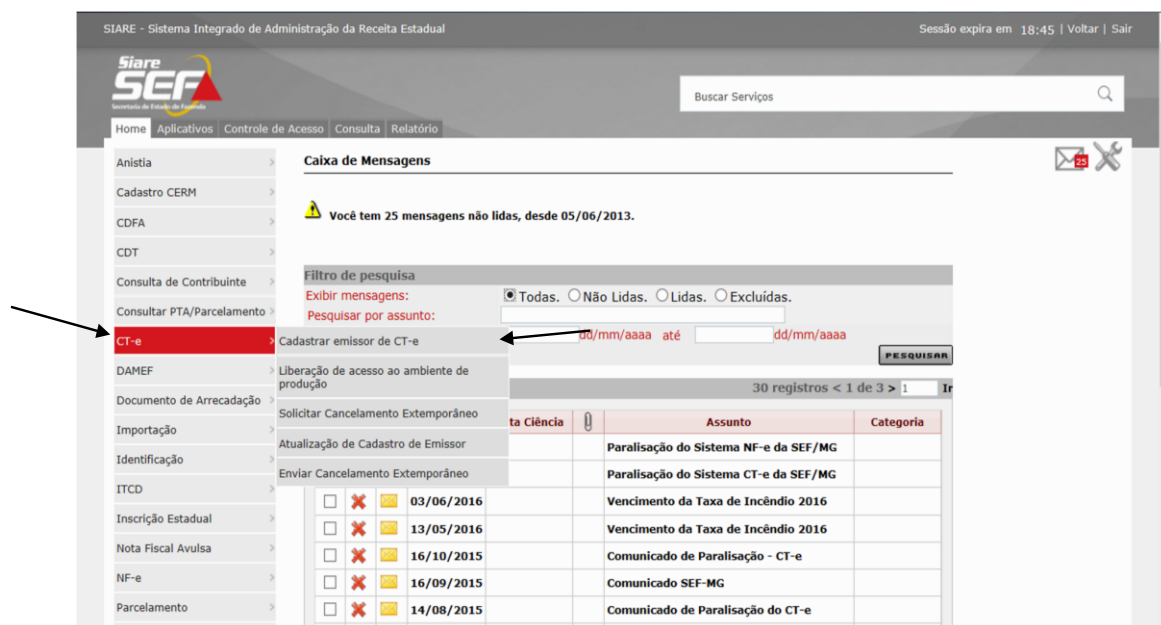 SIARE - Sistema Integrado de Administração da Receita Estadual
Sessão expira em 18:45 | Voltar | Sair
Siare
SEF
Secretaria de Estado de Fazenda
Buscar Serviços
Home Aplicativos Controle de Acesso Consulta Relatório
Anistia
Cadastro CERM
CDFA
CDT
Consulta de Contribuinte
Consultar PTA/Parcelamento
CT-e
DAMEF
Documento de Arrecadação
Importação
Identificação
ITCD
Inscrição Estadual
Nota Fiscal Avulsa
NF-e
Parcelamento
Cadastrar emissor de CT-e
Liberação de acesso ao ambiente de
produção
Solicitar Cancelamento Extemporâneo
Atualização de Cadastro de Emissor
Enviar Cancelamento Extemporâneo
Caixa de Mensagens
25
Você tem 25 mensagens não lidas, desde 05/06/2013.
Filtro de pesquisa
Exibir mensagens: Todas. Não Lidas. Lidas. Excluídas.
Pesquisar por assunto:
dd/mm/aaaa até dd/mm/aaaa
PESQUISAR
30 registros < 1 de 3 > 1 Ir
ta Ciência Assunto Categoria
Paralisação do Sistema NF-e da SEF/MG
Paralisação do Sistema CT-e da SEF/MG
03/06/2016 Vencimento da Taxa de Incêndio 2016
13/05/2016 Vencimento da Taxa de Incêndio 2016
16/10/2015 Comunicado de Paralisação - CT-e
16/09/2015 Comunicado SEF-MG
14/08/2015 Comunicado de Paralisação do CT-e